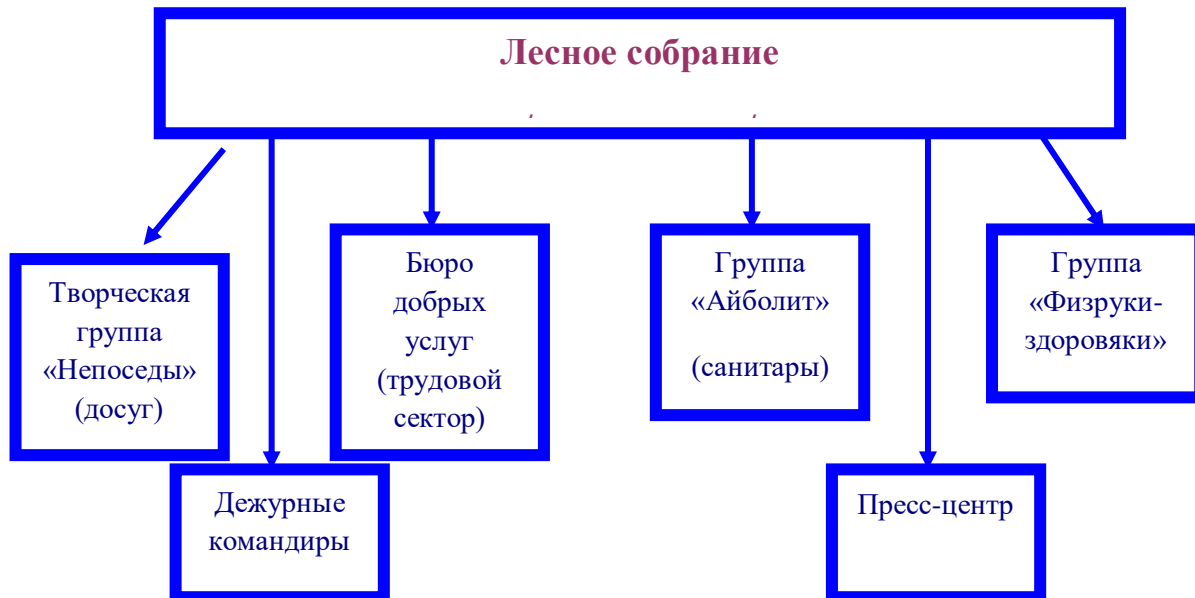 Лесное собрание
Творческая
группа
«Непоседы»
(досуг)
Дежурные
командиры
Бюро
добрых
услуг
(трудовой
сектор)
Группа
«Айболит»
(санитары)
Пресс-центр
Группа
«Физруки-
здоровяки»